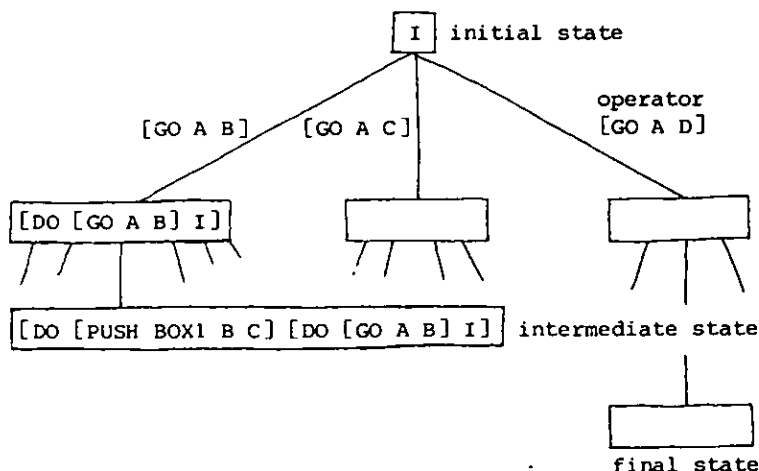 I initial state
operator
[GO A B] [GO A C] [GO A D]
[DO [GO A B] I]
[DO [PUSH BOX1 B C] [DO [GO A B] I] intermediate state
final state